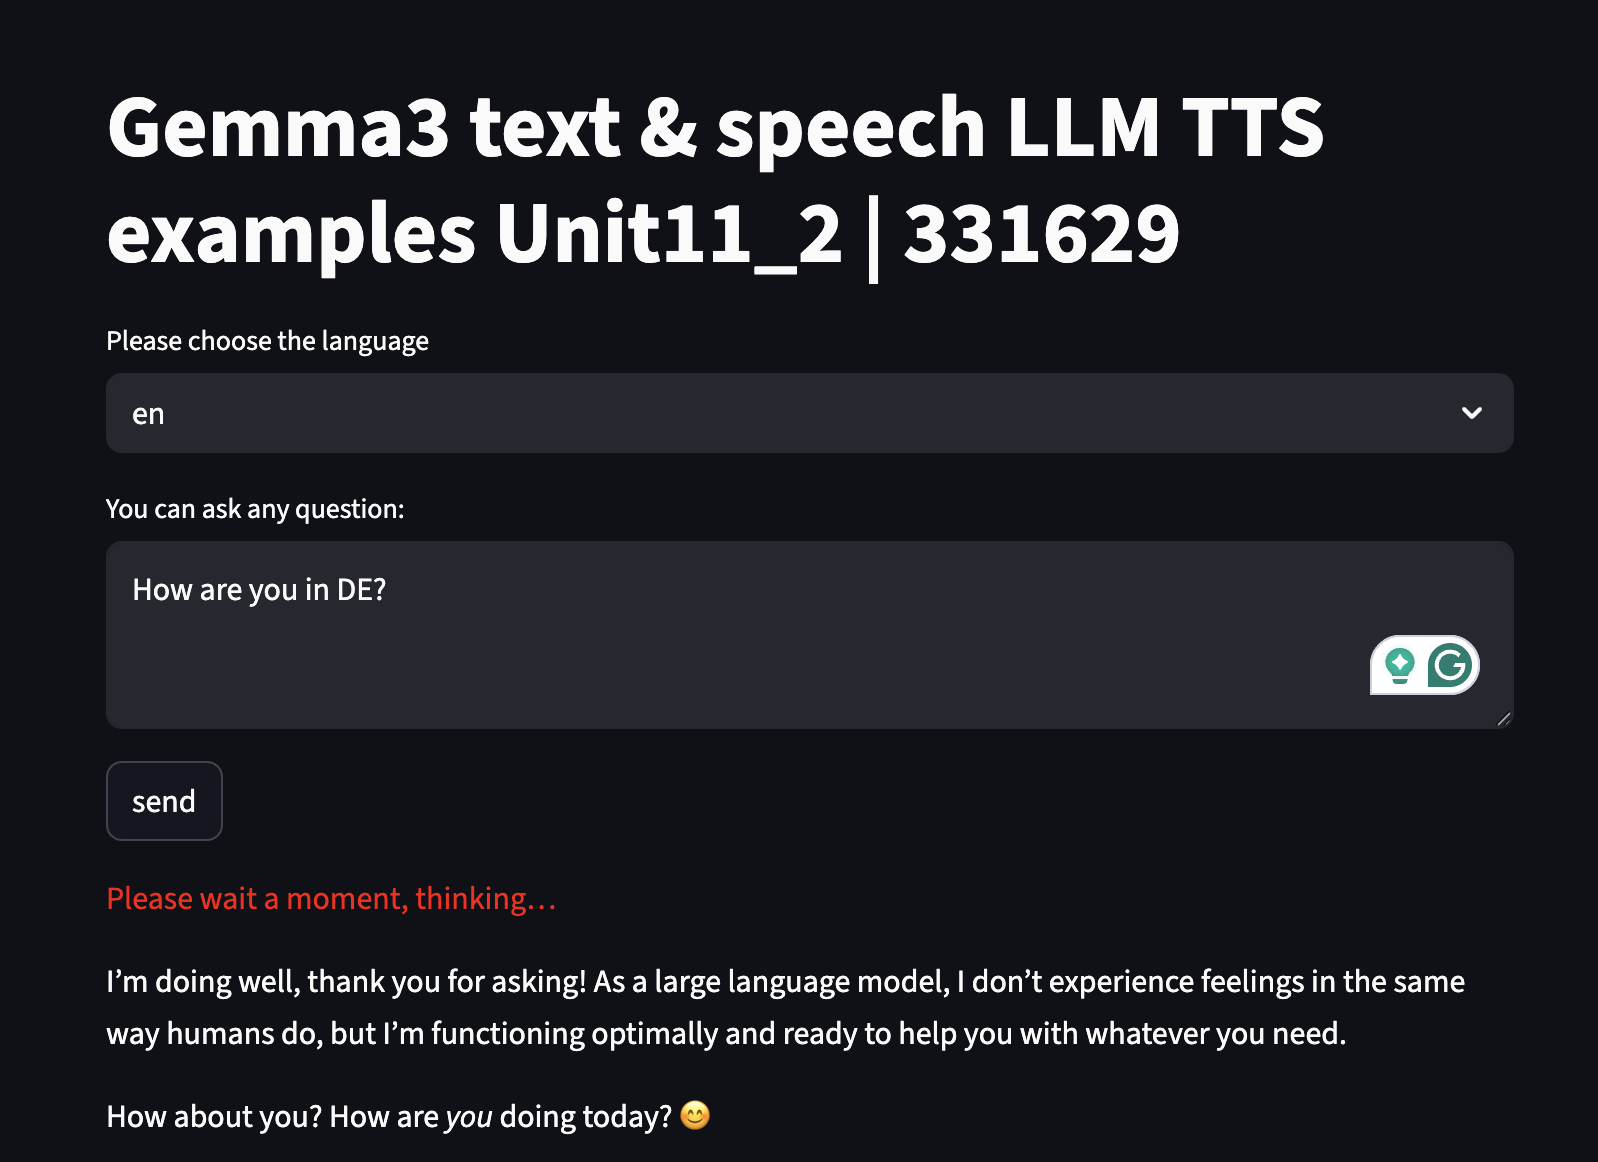 Gemma3 text & speech LLM TTS
examples Unit11_2 | 331629
Please choose the language
en
You can ask any question:
How are you in DE?
send
Please wait a moment, thinking…
I’m doing well, thank you for asking! As a large language model, I don’t experience feelings in the same
way humans do, but I’m functioning optimally and ready to help you with whatever you need.
How about you? How are you doing today? 😊